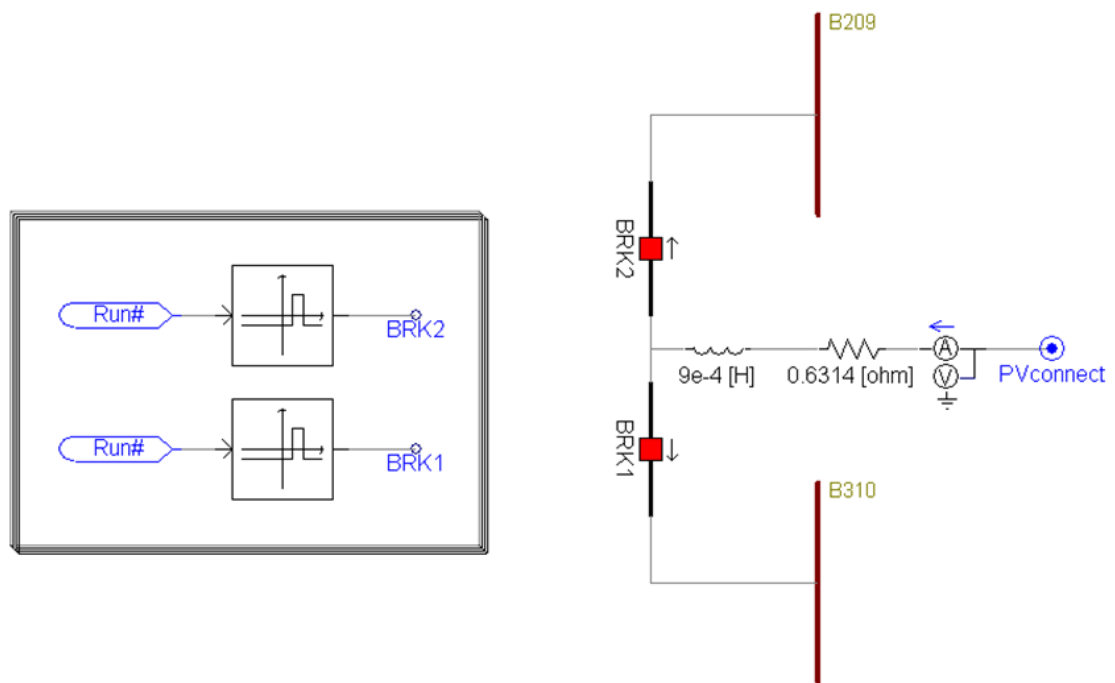 B209
BRK2
Run#
BRK2
9e-4 [H]
0.6314 [ohm]
A
V
PVconnect
Run#
BRK1
BRK1
B310